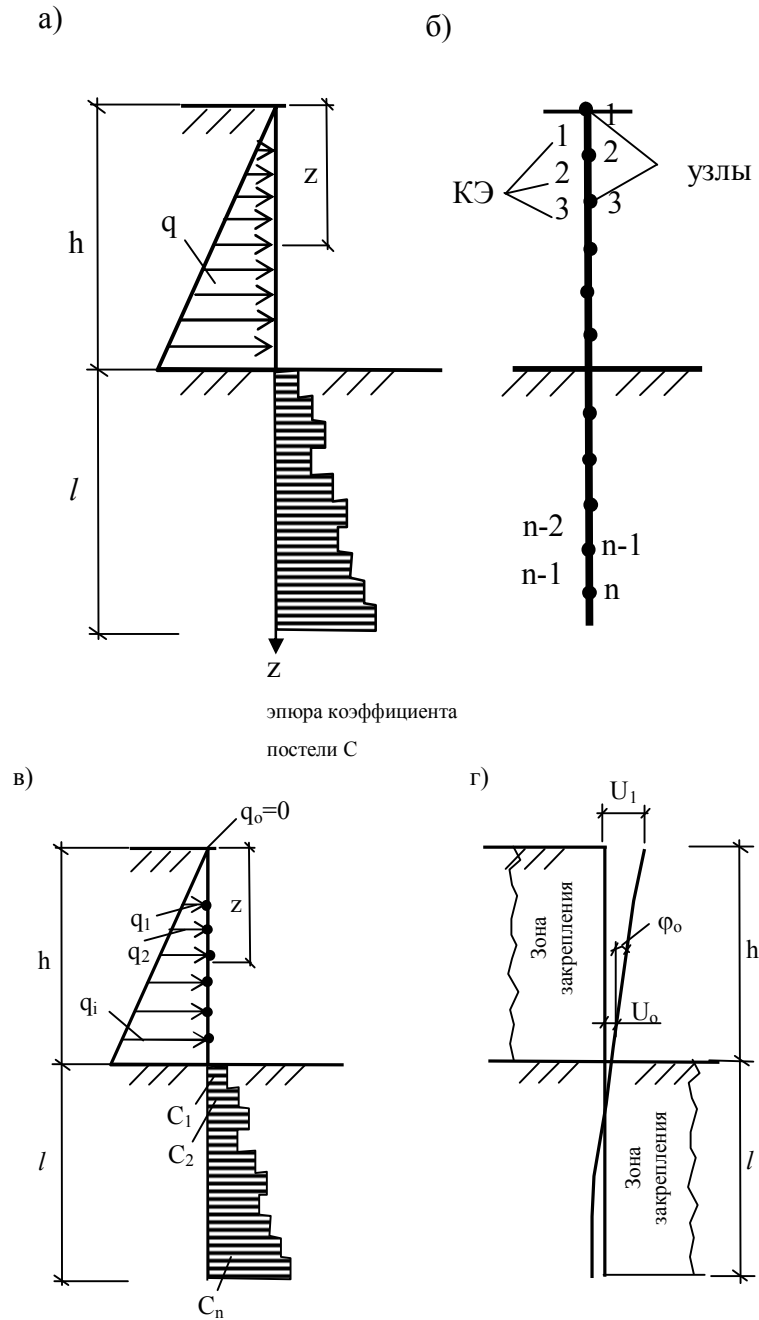 а)
h
l
q
z
z
эпюра коэффициента
постели С
б)
КЭ
1
2
3
1
2
3
узлы
n-2
n-1
n-1
n
в)
q₀=0
q₁
q₂
qᵢ
z
h
l
C₁
C₂
Cₙ
г)
U₁
Зона
закрепления
φ₀
U₀
h
Зона
закрепления
l